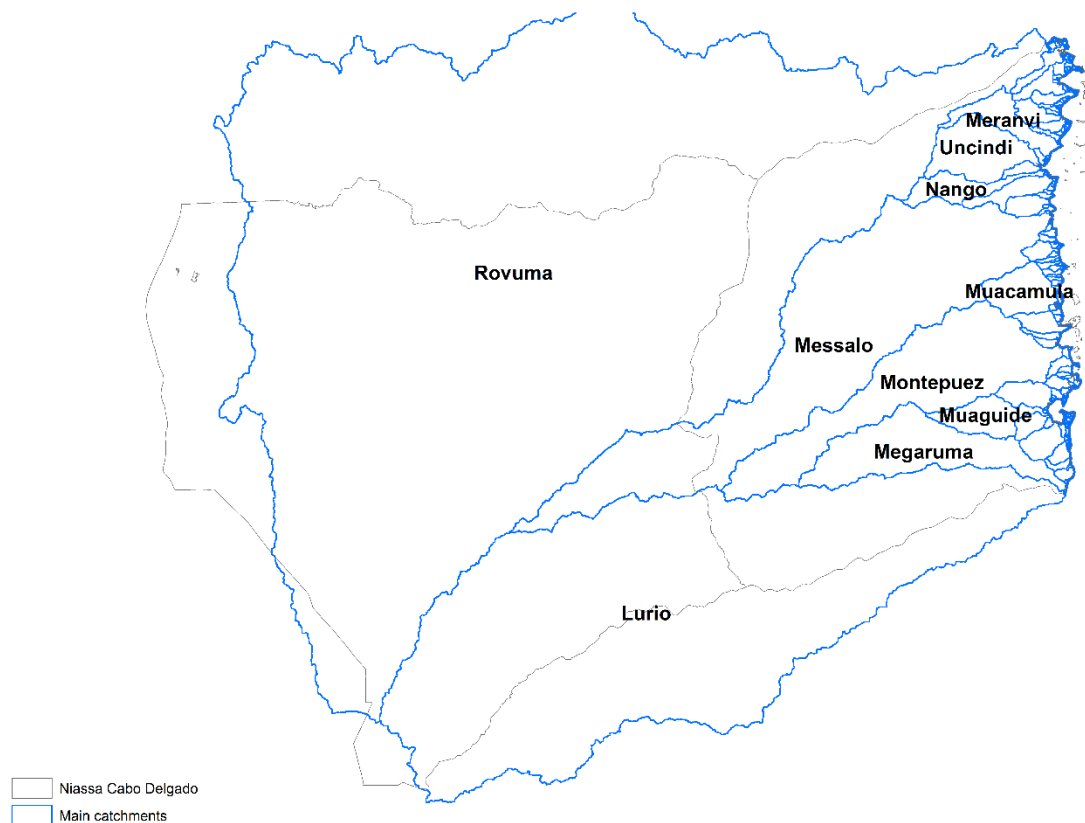 Meranvi
Uncindi
Nango
Rovuma
Muacamula
Messalo
Montepuez
Muaguide
Megaruma
Lurio
Niassa Cabo Delgado
Main catchments